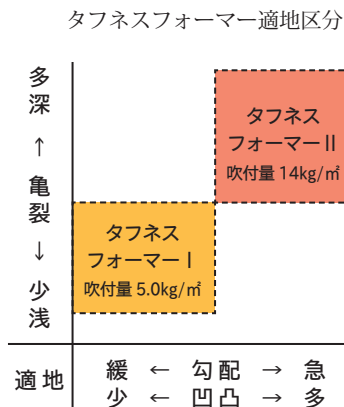 タフネスフォーマー適地区分
多深
↑
亀裂
↓
少浅
タフネス
フォーマーⅡ
吹付量 14kg/㎡
タフネス
フォーマーⅠ
吹付量 5.0kg/㎡
適地
緩 ← 勾配 → 急
少 ← 凹凸 → 多